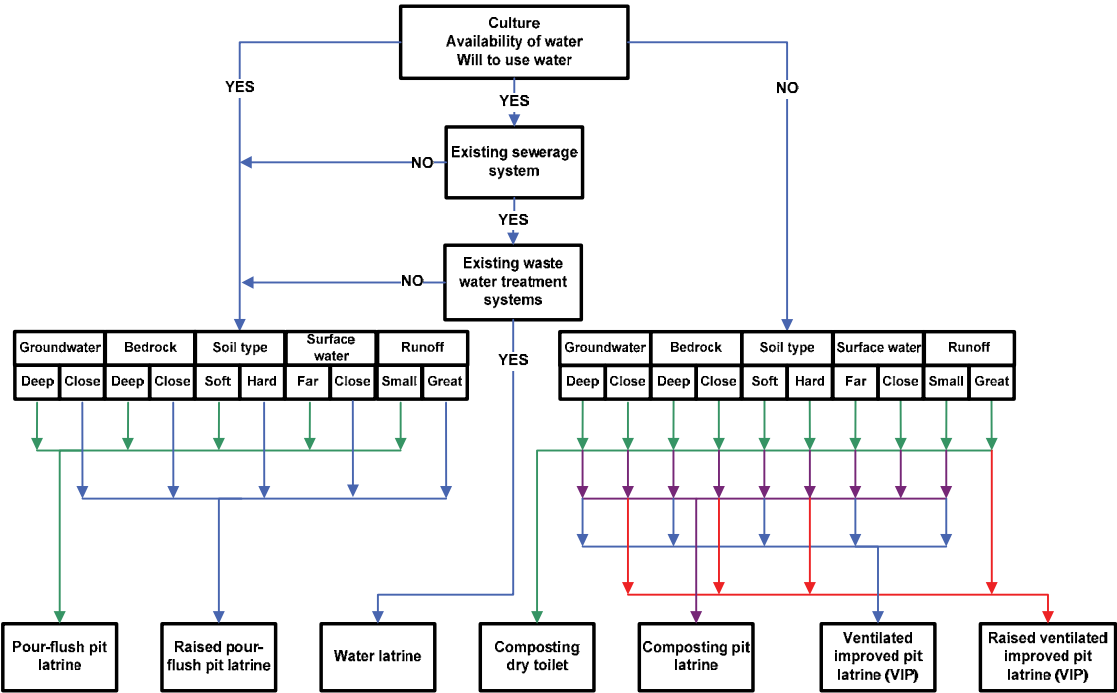 Culture
Availability of water
Will to use water
YES
NO
YES
Existing sewerage
system
NO
YES
Existing waste
water treatment
systems
NO
YES
Groundwater Bedrock Soil type Surface water Runoff
Deep Close Deep Close Soft Hard Far Close Small Great
Groundwater Bedrock Soil type Surface water Runoff
Deep Close Deep Close Soft Hard Far Close Small Great
Pour-flush pit
latrine
Raised pour-
flush pit latrine
Water latrine
Composting
dry toilet
Composting pit
latrine
Ventilated
improved pit
latrine (VIP)
Raised ventilated
improved pit
latrine (VIP)